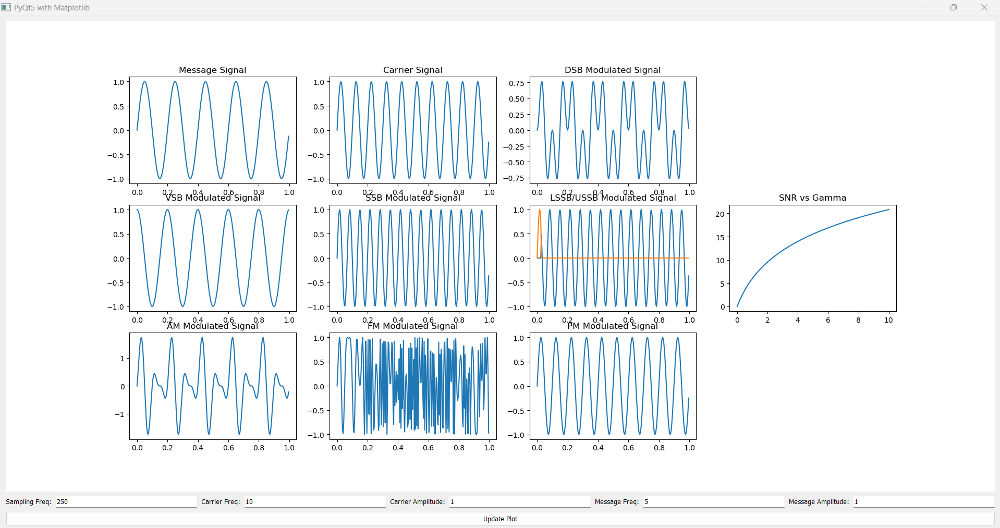 PyQt5 with Matplotlib
Message Signal
1.0
0.5
0.0
−0.5
−1.0
0.0 0.2 0.4 0.6 0.8 1.0
Carrier Signal
1.0
0.5
0.0
−0.5
−1.0
0.0 0.2 0.4 0.6 0.8 1.0
DSB Modulated Signal
0.75
0.50
0.25
0.00
−0.25
−0.50
−0.75
0.0 0.2 0.4 0.6 0.8 1.0
VSB Modulated Signal
1.0
0.5
0.0
−0.5
−1.0
0.0 0.2 0.4 0.6 0.8 1.0
SSB Modulated Signal
1.0
0.5
0.0
−0.5
−1.0
0.0 0.2 0.4 0.6 0.8 1.0
LSSB/USSB Modulated Signal
1.0
0.5
0.0
−0.5
−1.0
0.0 0.2 0.4 0.6 0.8 1.0
SNR vs Gamma
20
15
10
5
0
0 2 4 6 8 10
AM Modulated Signal
1
0
−1
0.0 0.2 0.4 0.6 0.8 1.0
FM Modulated Signal
1.0
0.5
0.0
−0.5
−1.0
0.0 0.2 0.4 0.6 0.8 1.0
PM Modulated Signal
1.0
0.5
0.0
−0.5
−1.0
0.0 0.2 0.4 0.6 0.8 1.0
Sampling Freq: 250 Carrier Freq: 10 Carrier Amplitude: 1 Message Freq: 5 Message Amplitude: 1
Update Plot